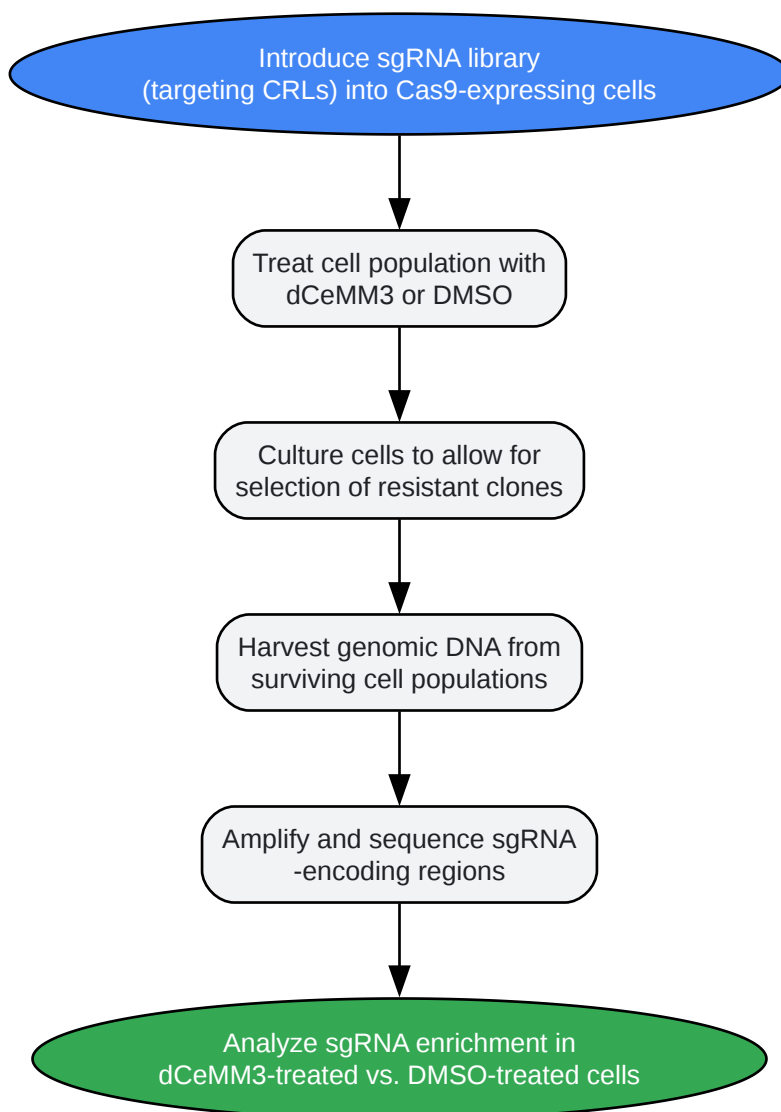 Introduce sgRNA library
(targeting CRLs) into Cas9-expressing cells
Treat cell population with
dCeMM3 or DMSO
Culture cells to allow for
selection of resistant clones
Harvest genomic DNA from
surviving cell populations
Amplify and sequence sgRNA
-encoding regions
Analyze sgRNA enrichment in
dCeMM3-treated vs. DMSO-treated cells